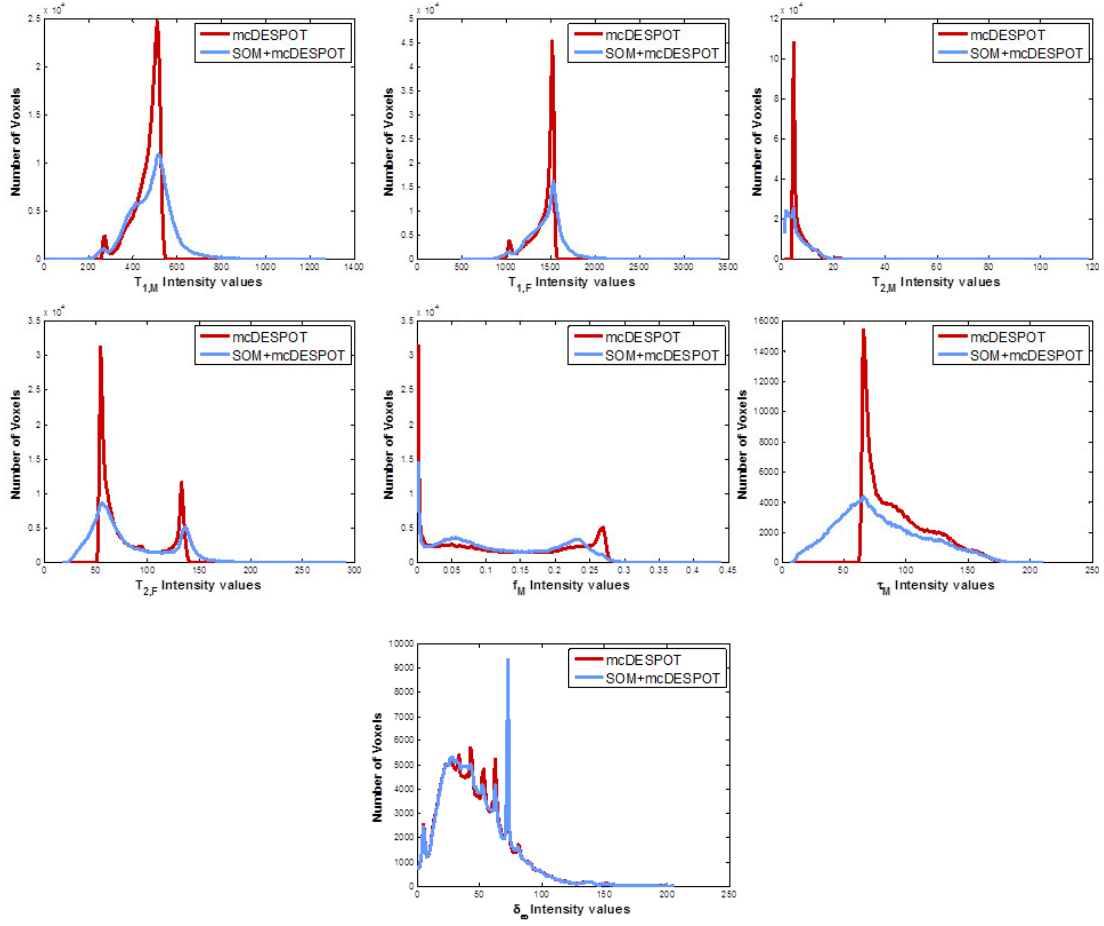 x 10^4
2.5
2
1.5
1
0.5
0
Number of Voxels
mcDESPOT
SOM+mcDESPOT
0 200 400 600 800 1000 1200 1400
T1,M Intensity values
x 10^4
5
4.5
4
3.5
3
2.5
2
1.5
1
0.5
0
Number of Voxels
mcDESPOT
SOM+mcDESPOT
0 500 1000 1500 2000 2500 3000 3500
T1,F Intensity values
x 10^4
12
10
8
6
4
2
0
Number of Voxels
mcDESPOT
SOM+mcDESPOT
0 20 40 60 80 100 120
T2,M Intensity values
x 10^4
3.5
3
2.5
2
1.5
1
0.5
0
Number of Voxels
mcDESPOT
SOM+mcDESPOT
0 50 100 150 200 250 300
T2,F Intensity values
x 10^4
3.5
3
2.5
2
1.5
1
0.5
0
Number of Voxels
mcDESPOT
SOM+mcDESPOT
0 0.05 0.1 0.15 0.2 0.25 0.3 0.35 0.4 0.45
fM Intensity values
16000
14000
12000
10000
8000
6000
4000
2000
0
Number of Voxels
mcDESPOT
SOM+mcDESPOT
0 50 100 150 200 250
τM Intensity values
10000
9000
8000
7000
6000
5000
4000
3000
2000
1000
0
Number of Voxels
mcDESPOT
SOM+mcDESPOT
0 50 100 150 200 250
Intensity values